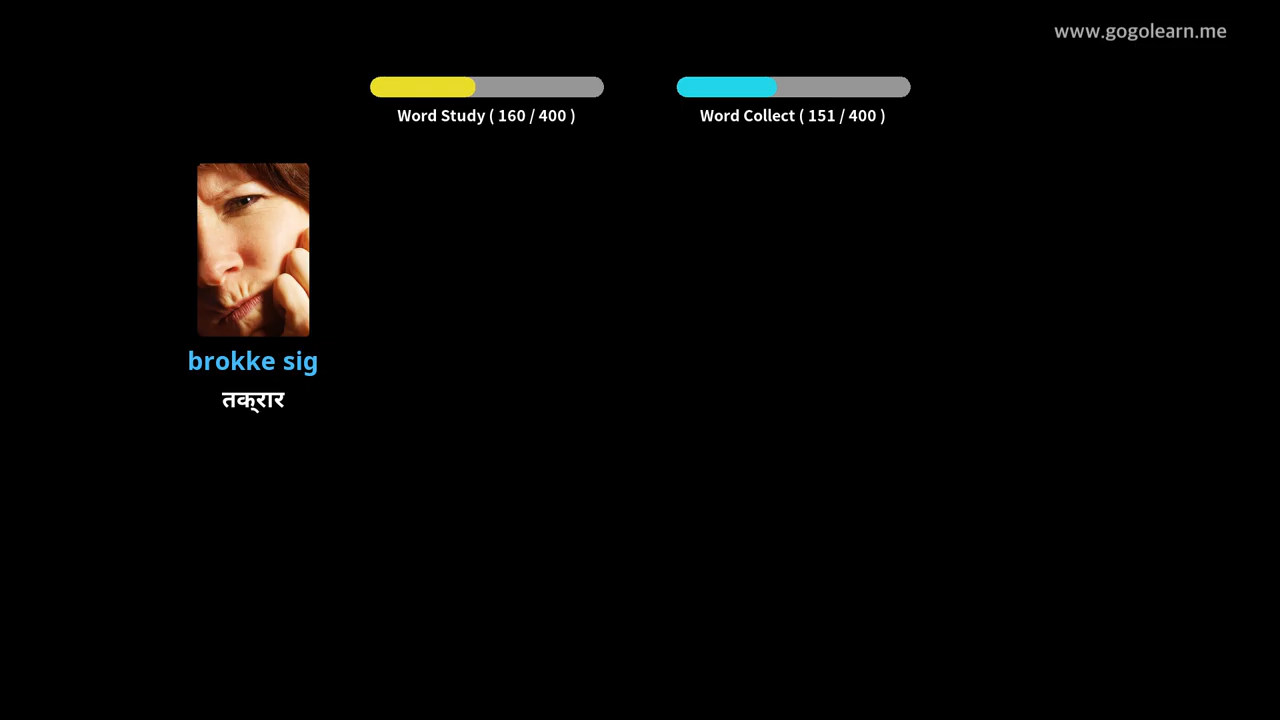 www.gogolearn.me
Word Study ( 160 / 400 )
Word Collect ( 151 / 400 )
brokke sig
तक्रार